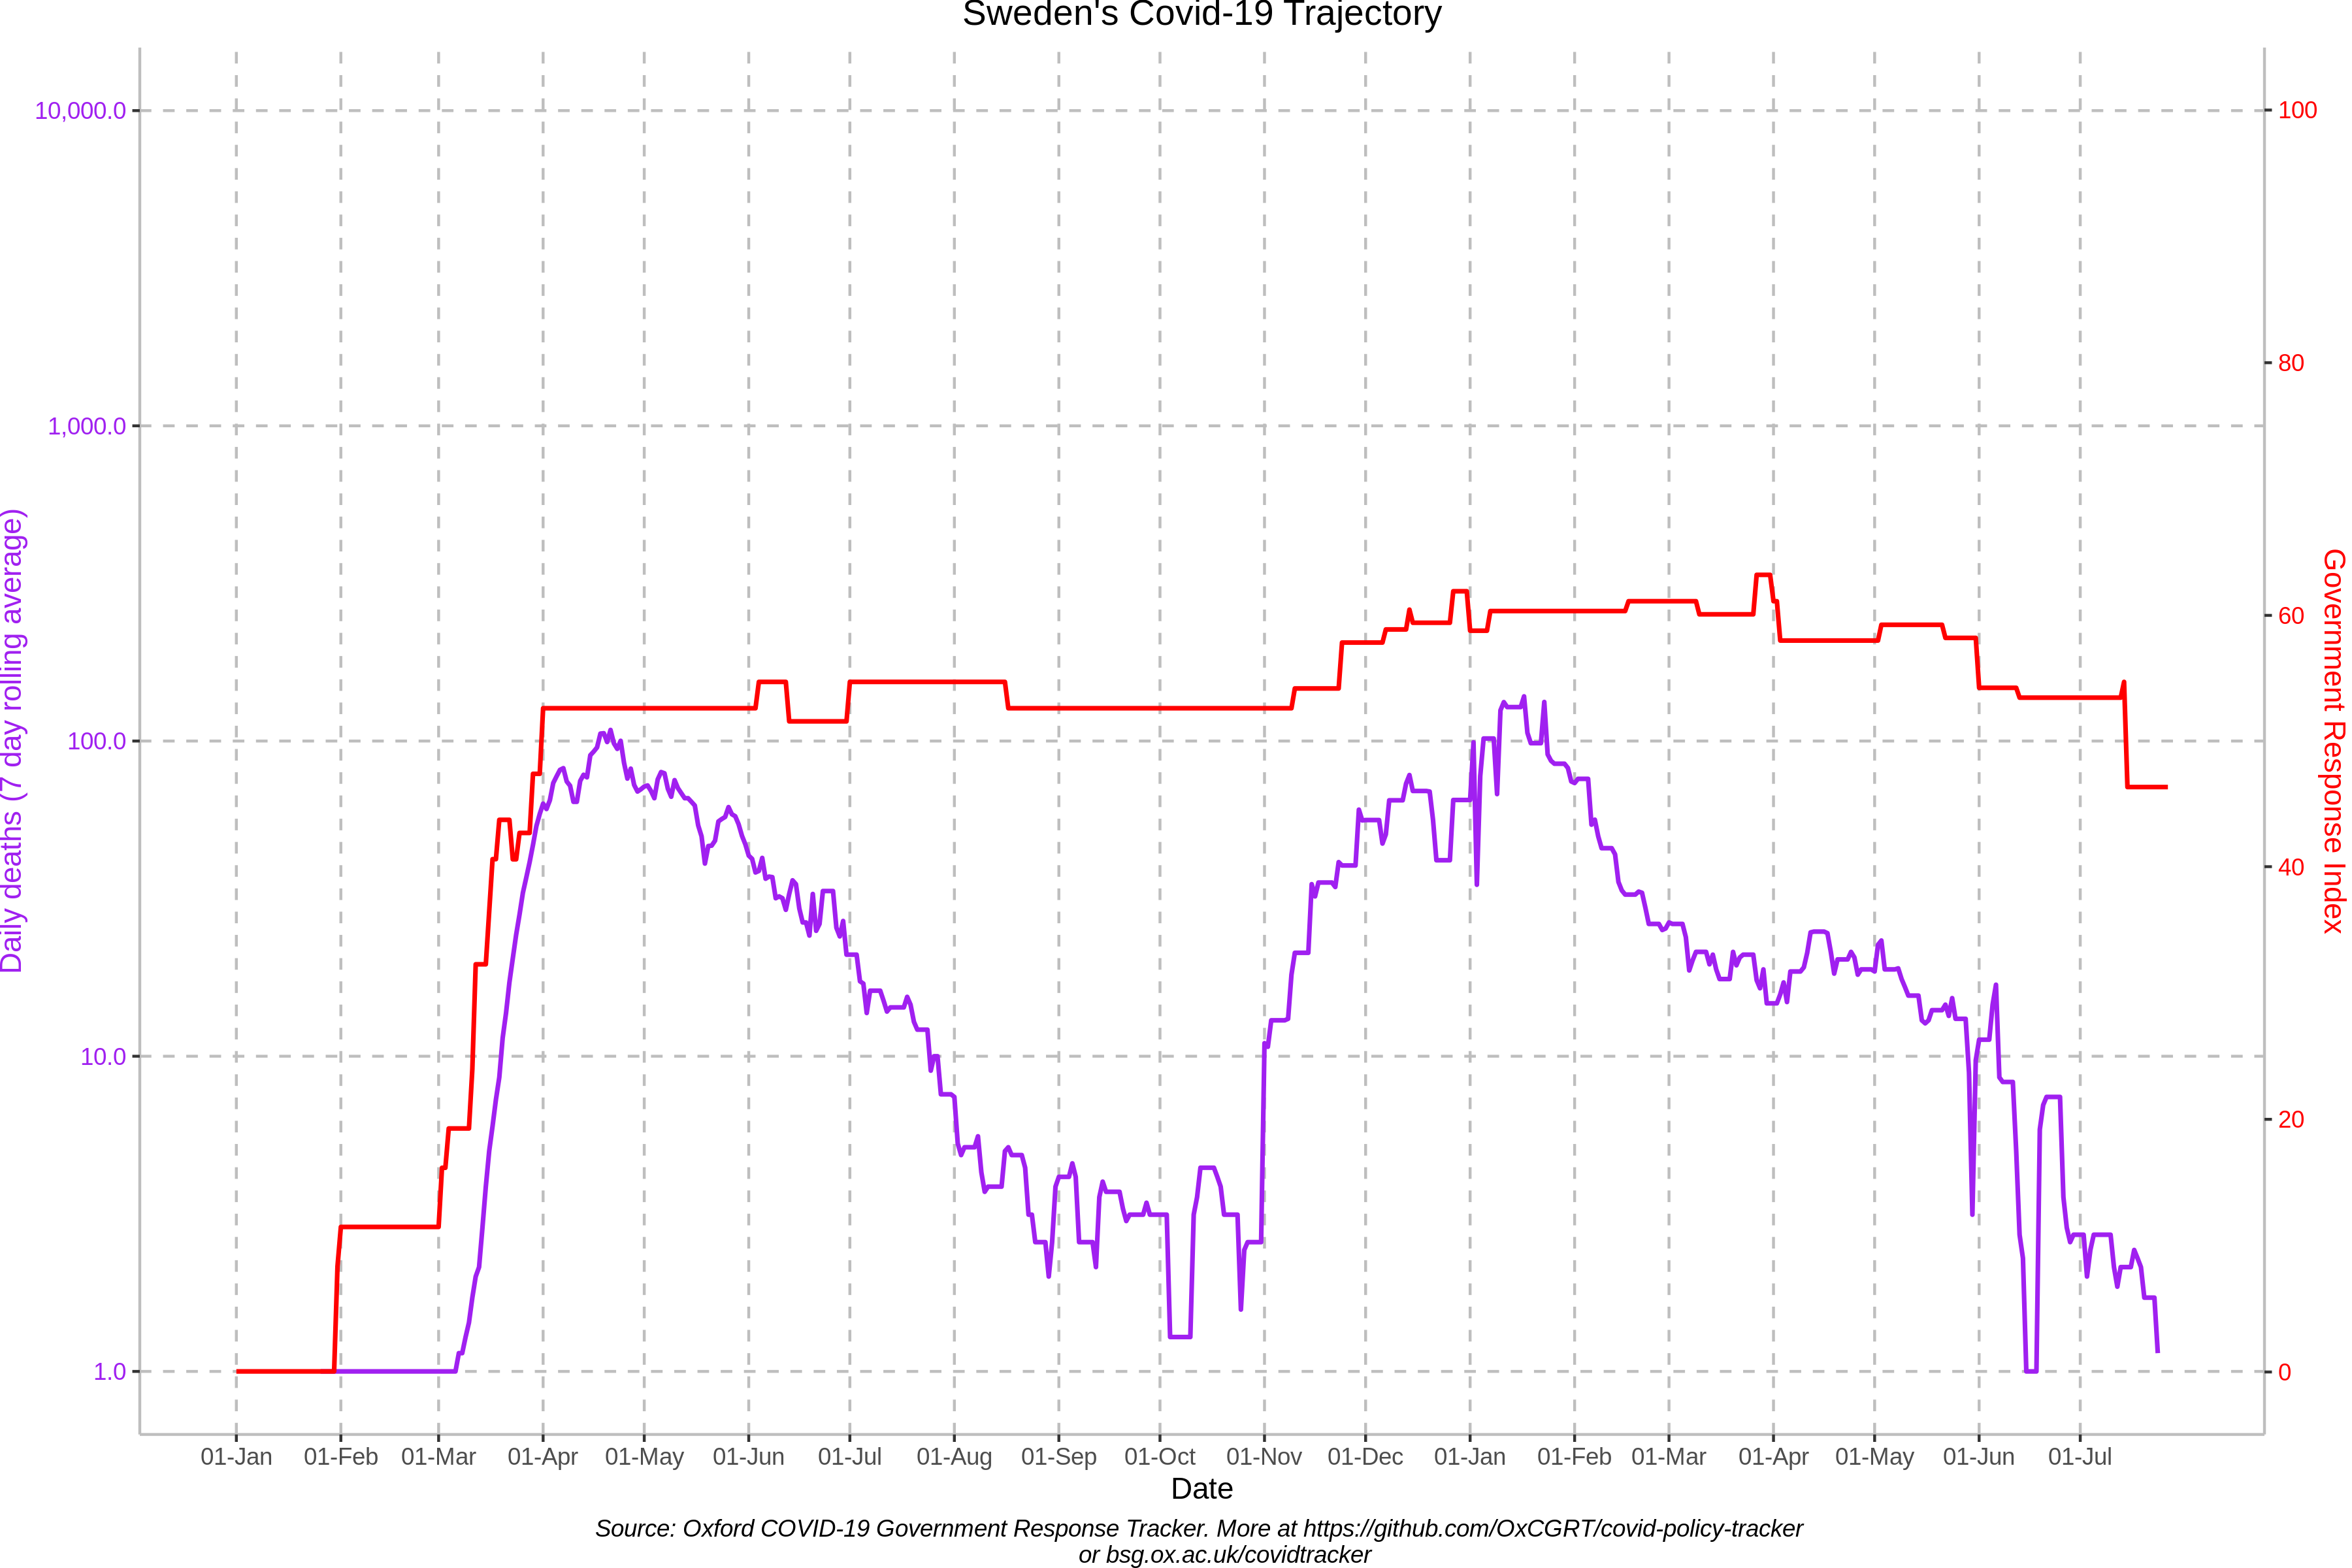 Sweden's Covid-19 Trajectory
10,000.0
1,000.0
100.0
10.0
1.0
Daily deaths (7 day rolling average)
100
80
60
40
20
0
Government Response Index
01-Jan 01-Feb 01-Mar 01-Apr 01-May 01-Jun 01-Jul 01-Aug 01-Sep 01-Oct 01-Nov 01-Dec 01-Jan 01-Feb 01-Mar 01-Apr 01-May 01-Jun 01-Jul
Date
Source: Oxford COVID-19 Government Response Tracker. More at https://github.com/OxCGRT/covid-policy-tracker
or bsg.ox.ac.uk/covidtracker